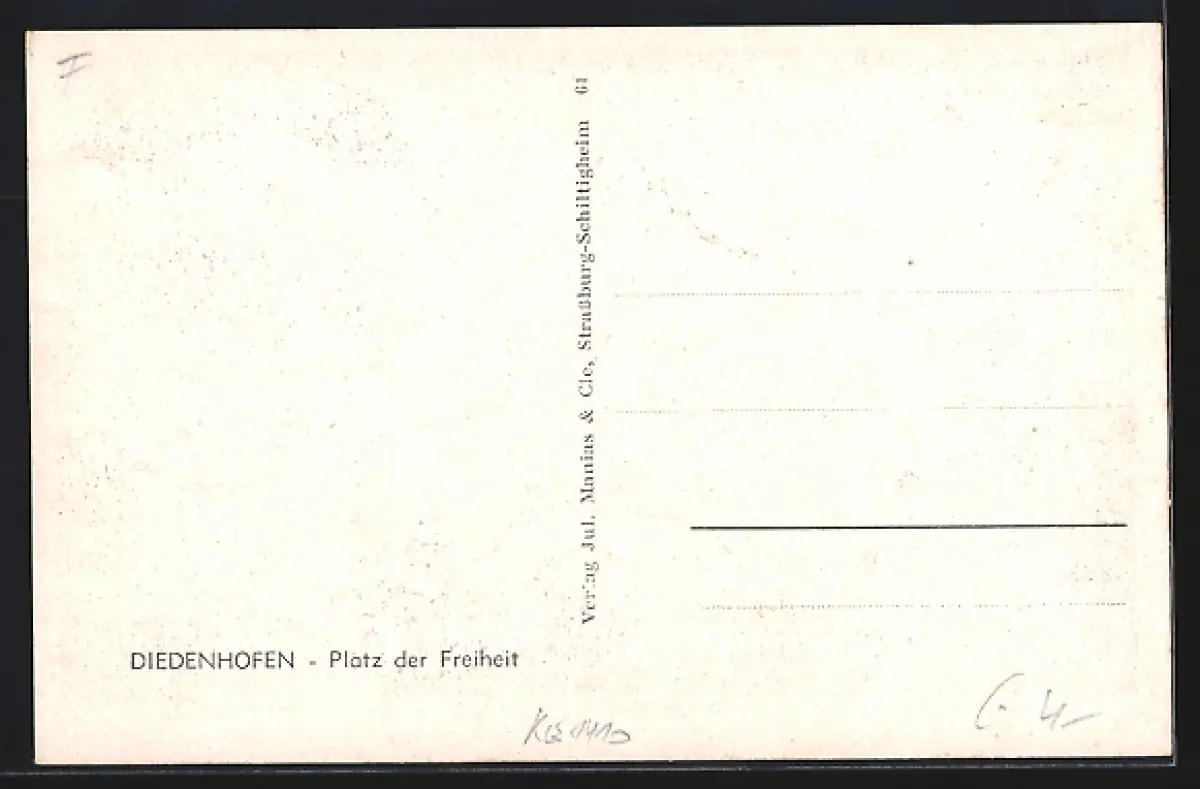 I
Verlag Jul. Manias & Cie, Straßburg-Schiltigheim 61
DIEDENHOFEN - Platz der Freiheit